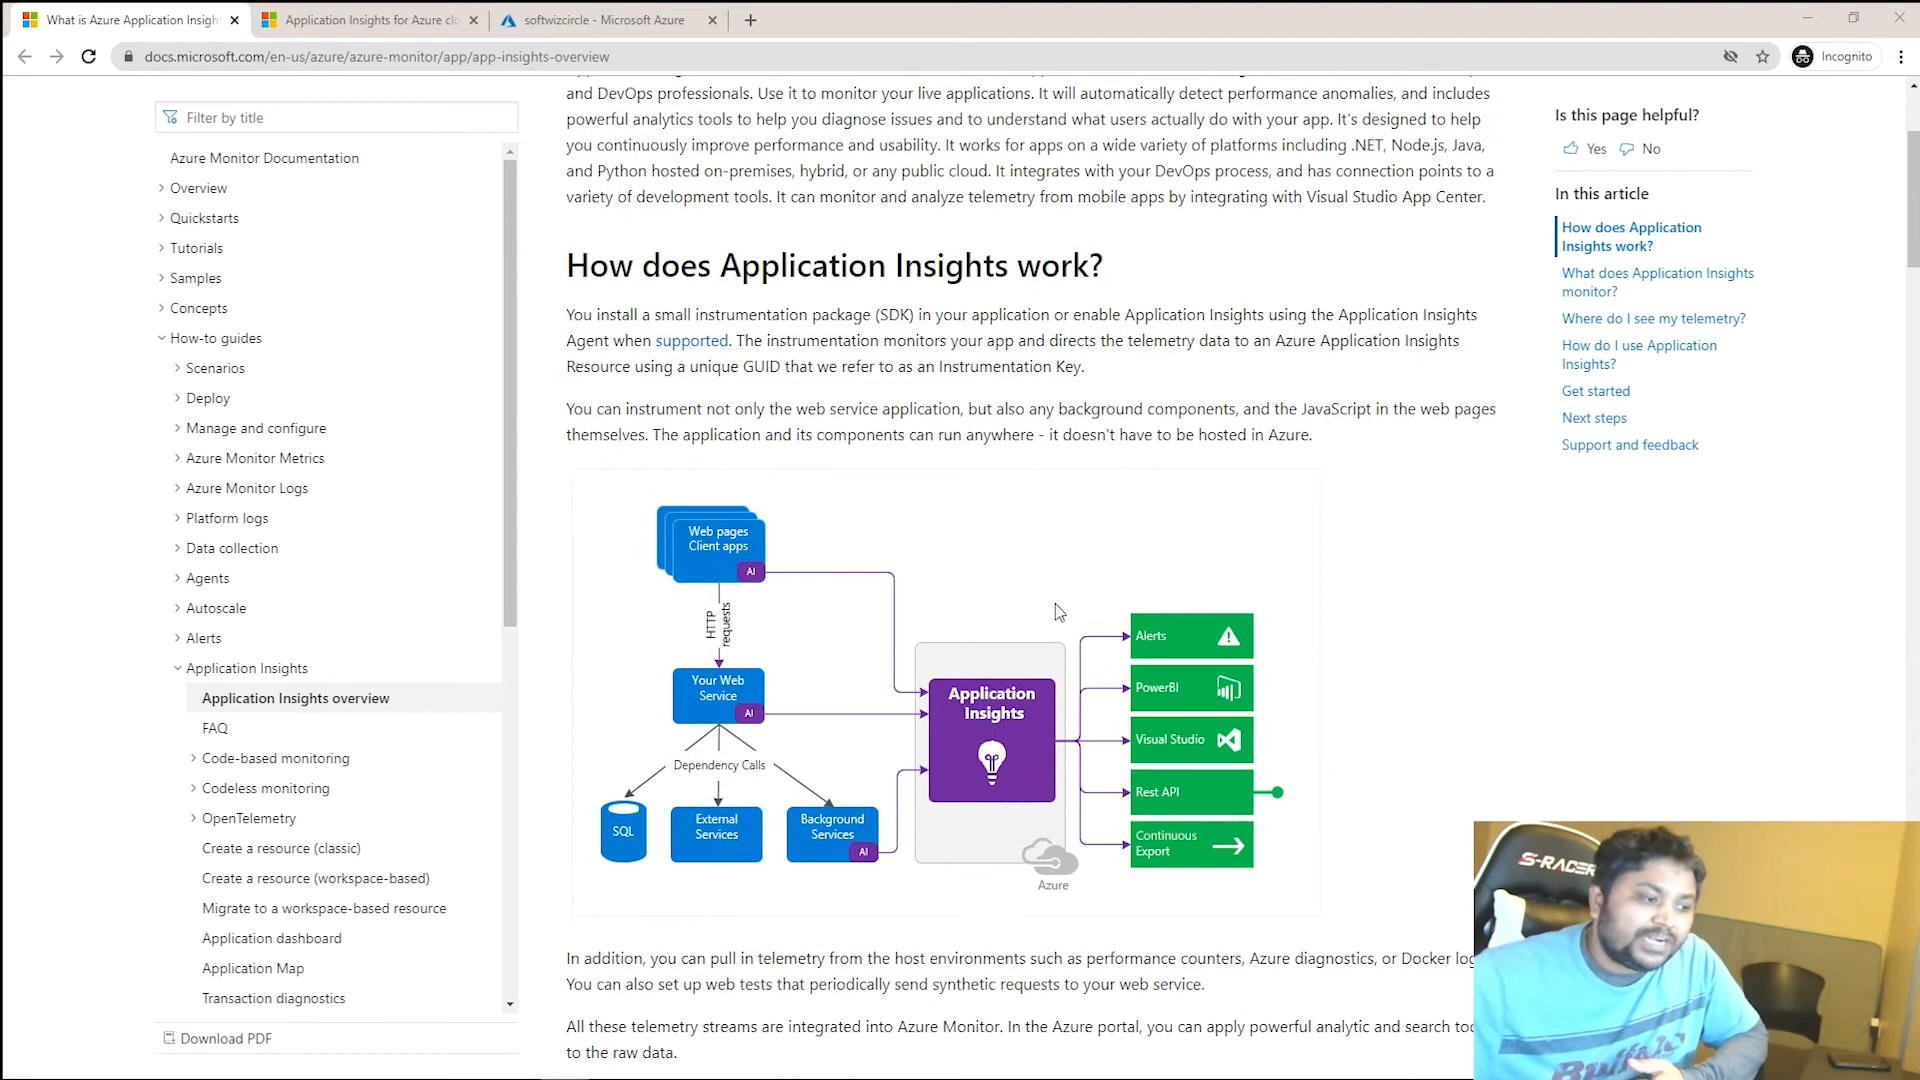 What is Azure Application Insigh
Application Insights for Azure clo
softwizcircle - Microsoft Azure
docs.microsoft.com/en-us/azure/azure-monitor/app/app-insights-overview
Incognito
Filter by title
Azure Monitor Documentation
Overview
Quickstarts
Tutorials
Samples
Concepts
How-to guides
Scenarios
Deploy
Manage and configure
Azure Monitor Metrics
Azure Monitor Logs
Platform logs
Data collection
Agents
Autoscale
Alerts
Application Insights
Application Insights overview
FAQ
Code-based monitoring
Codeless monitoring
OpenTelemetry
Create a resource (classic)
Create a resource (workspace-based)
Migrate to a workspace-based resource
Application dashboard
Application Map
Transaction diagnostics
Download PDF
and DevOps professionals. Use it to monitor your live applications. It will automatically detect performance anomalies, and includes
powerful analytics tools to help you diagnose issues and to understand what users actually do with your app. It's designed to help
you continuously improve performance and usability. It works for apps on a wide variety of platforms including .NET, Node.js, Java,
and Python hosted on-premises, hybrid, or any public cloud. It integrates with your DevOps process, and has connection points to a
variety of development tools. It can monitor and analyze telemetry from mobile apps by integrating with Visual Studio App Center.
How does Application Insights work?
You install a small instrumentation package (SDK) in your application or enable Application Insights using the Application Insights
Agent when supported. The instrumentation monitors your app and directs the telemetry data to an Azure Application Insights
Resource using a unique GUID that we refer to as an Instrumentation Key.
You can instrument not only the web service application, but also any background components, and the JavaScript in the web pages
themselves. The application and its components can run anywhere - it doesn't have to be hosted in Azure.
Web pages
Client apps
AI
HTTP
requests
Your Web
Service
AI
Dependency Calls
SQL
External
Services
Background
Services
AI
Application
Insights
Azure
Alerts
PowerBI
Visual Studio
Rest API
Continuous
Export
In addition, you can pull in telemetry from the host environments such as performance counters, Azure diagnostics, or Docker log
You can also set up web tests that periodically send synthetic requests to your web service.
All these telemetry streams are integrated into Azure Monitor. In the Azure portal, you can apply powerful analytic and search too
to the raw data.
Is this page helpful?
Yes
No
In this article
How does Application
Insights work?
What does Application Insights
monitor?
Where do I see my telemetry?
How do I use Application
Insights?
Get started
Next steps
Support and feedback
S-RACER